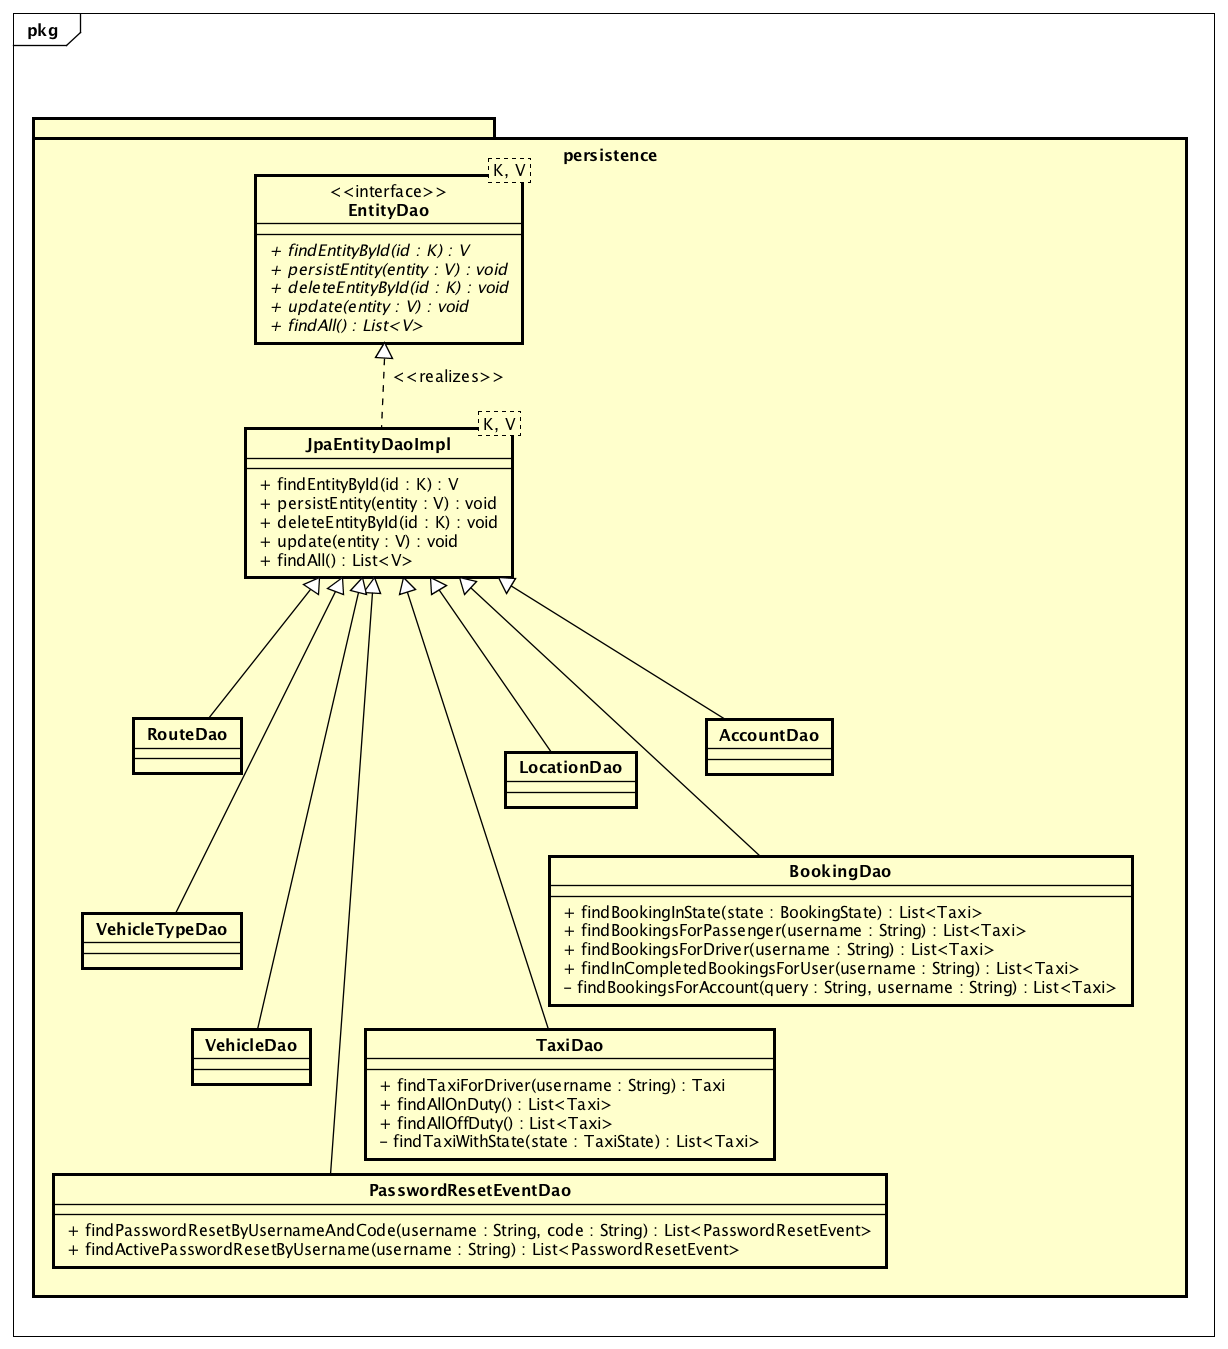 pkg
persistence
K, V
<<interface>>
EntityDao
+ findEntityById(id : K) : V
+ persistEntity(entity : V) : void
+ deleteEntityById(id : K) : void
+ update(entity : V) : void
+ findAll() : List<V>
<<realizes>>
K, V
JpaEntityDaoImpl
+ findEntityById(id : K) : V
+ persistEntity(entity : V) : void
+ deleteEntityById(id : K) : void
+ update(entity : V) : void
+ findAll() : List<V>
RouteDao
AccountDao
LocationDao
BookingDao
+ findBookingInState(state : BookingState) : List<Taxi>
+ findBookingsForPassenger(username : String) : List<Taxi>
+ findBookingsForDriver(username : String) : List<Taxi>
+ findInCompletedBookingsForUser(username : String) : List<Taxi>
- findBookingsForAccount(query : String, username : String) : List<Taxi>
VehicleTypeDao
VehicleDao
TaxiDao
+ findTaxiForDriver(username : String) : Taxi
+ findAllOnDuty() : List<Taxi>
+ findAllOffDuty() : List<Taxi>
- findTaxiWithState(state : TaxiState) : List<Taxi>
PasswordResetEventDao
+ findPasswordResetByUsernameAndCode(username : String, code : String) : List<PasswordResetEvent>
+ findActivePasswordResetByUsername(username : String) : List<PasswordResetEvent>